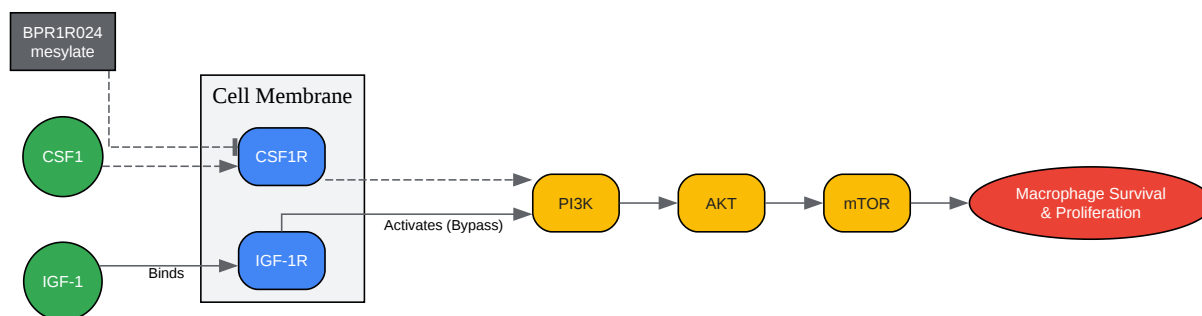 BPR1R024
mesylate
Cell Membrane
CSF1
CSF1R
IGF-1
Binds
IGF-1R
Activates (Bypass)
PI3K
AKT
mTOR
Macrophage Survival
& Proliferation